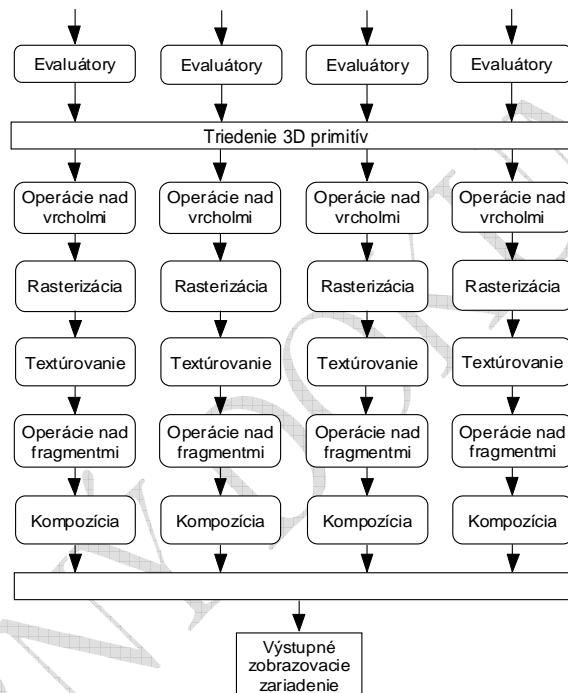 Evaluátory Evaluátory Evaluátory Evaluátory
Triedenie 3D primitív
Operácie nad Operácie nad Operácie nad Operácie nad
vrcholmi vrcholmi vrcholmi vrcholmi
Rasterizácia Rasterizácia Rasterizácia Rasterizácia
Textúrovanie Textúrovanie Textúrovanie Textúrovanie
Operácie nad Operácie nad Operácie nad Operácie nad
fragmentmi fragmentmi fragmentmi fragmentmi
Kompozícia Kompozícia Kompozícia Kompozícia
Výstupné
zobrazovacie
zariadenie